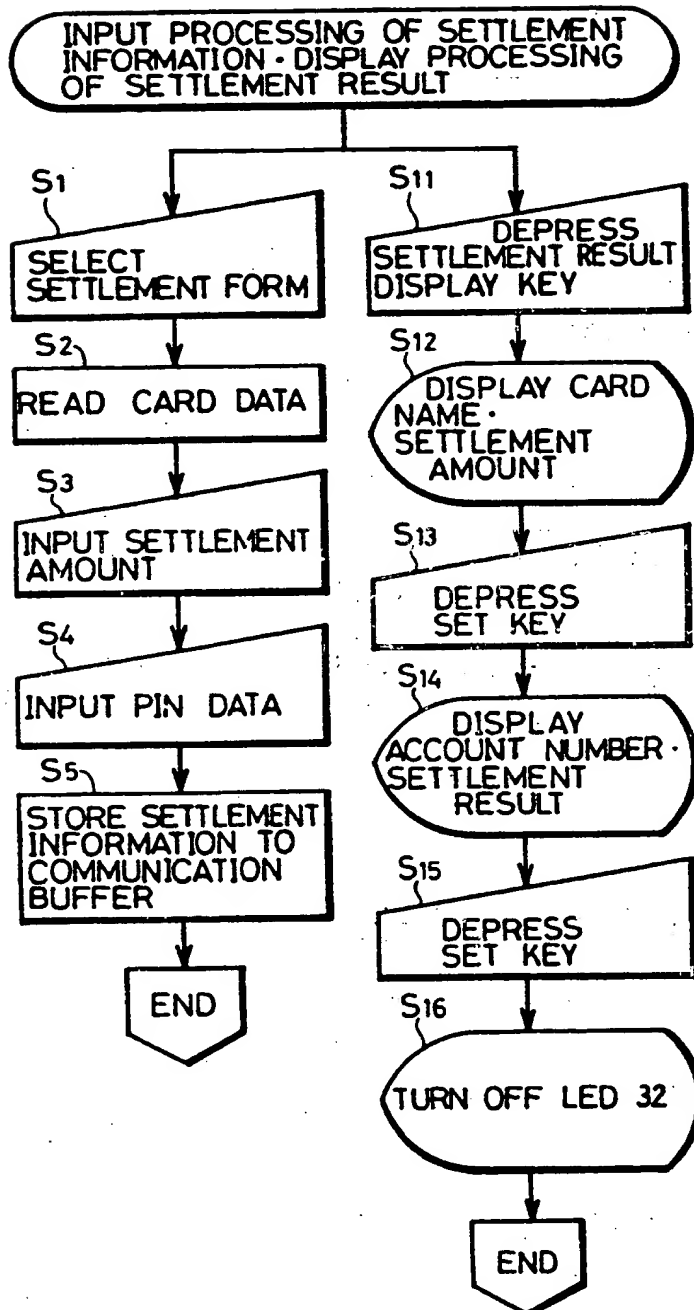 INPUT PROCESSING OF SETTLEMENT
INFORMATION · DISPLAY PROCESSING
OF SETTLEMENT RESULT
S1
SELECT
SETTLEMENT FORM
S2
READ CARD DATA
S3
INPUT SETTLEMENT
AMOUNT
S4
INPUT PIN DATA
S5
STORE SETTLEMENT
INFORMATION TO
COMMUNICATION
BUFFER
END
S11
DEPRESS
SETTLEMENT RESULT
DISPLAY KEY
S12
DISPLAY CARD
NAME ·
SETTLEMENT
AMOUNT
S13
DEPRESS
SET KEY
S14
DISPLAY
ACCOUNT NUMBER ·
SETTLEMENT
RESULT
S15
DEPRESS
SET KEY
S16
TURN OFF LED 32
END